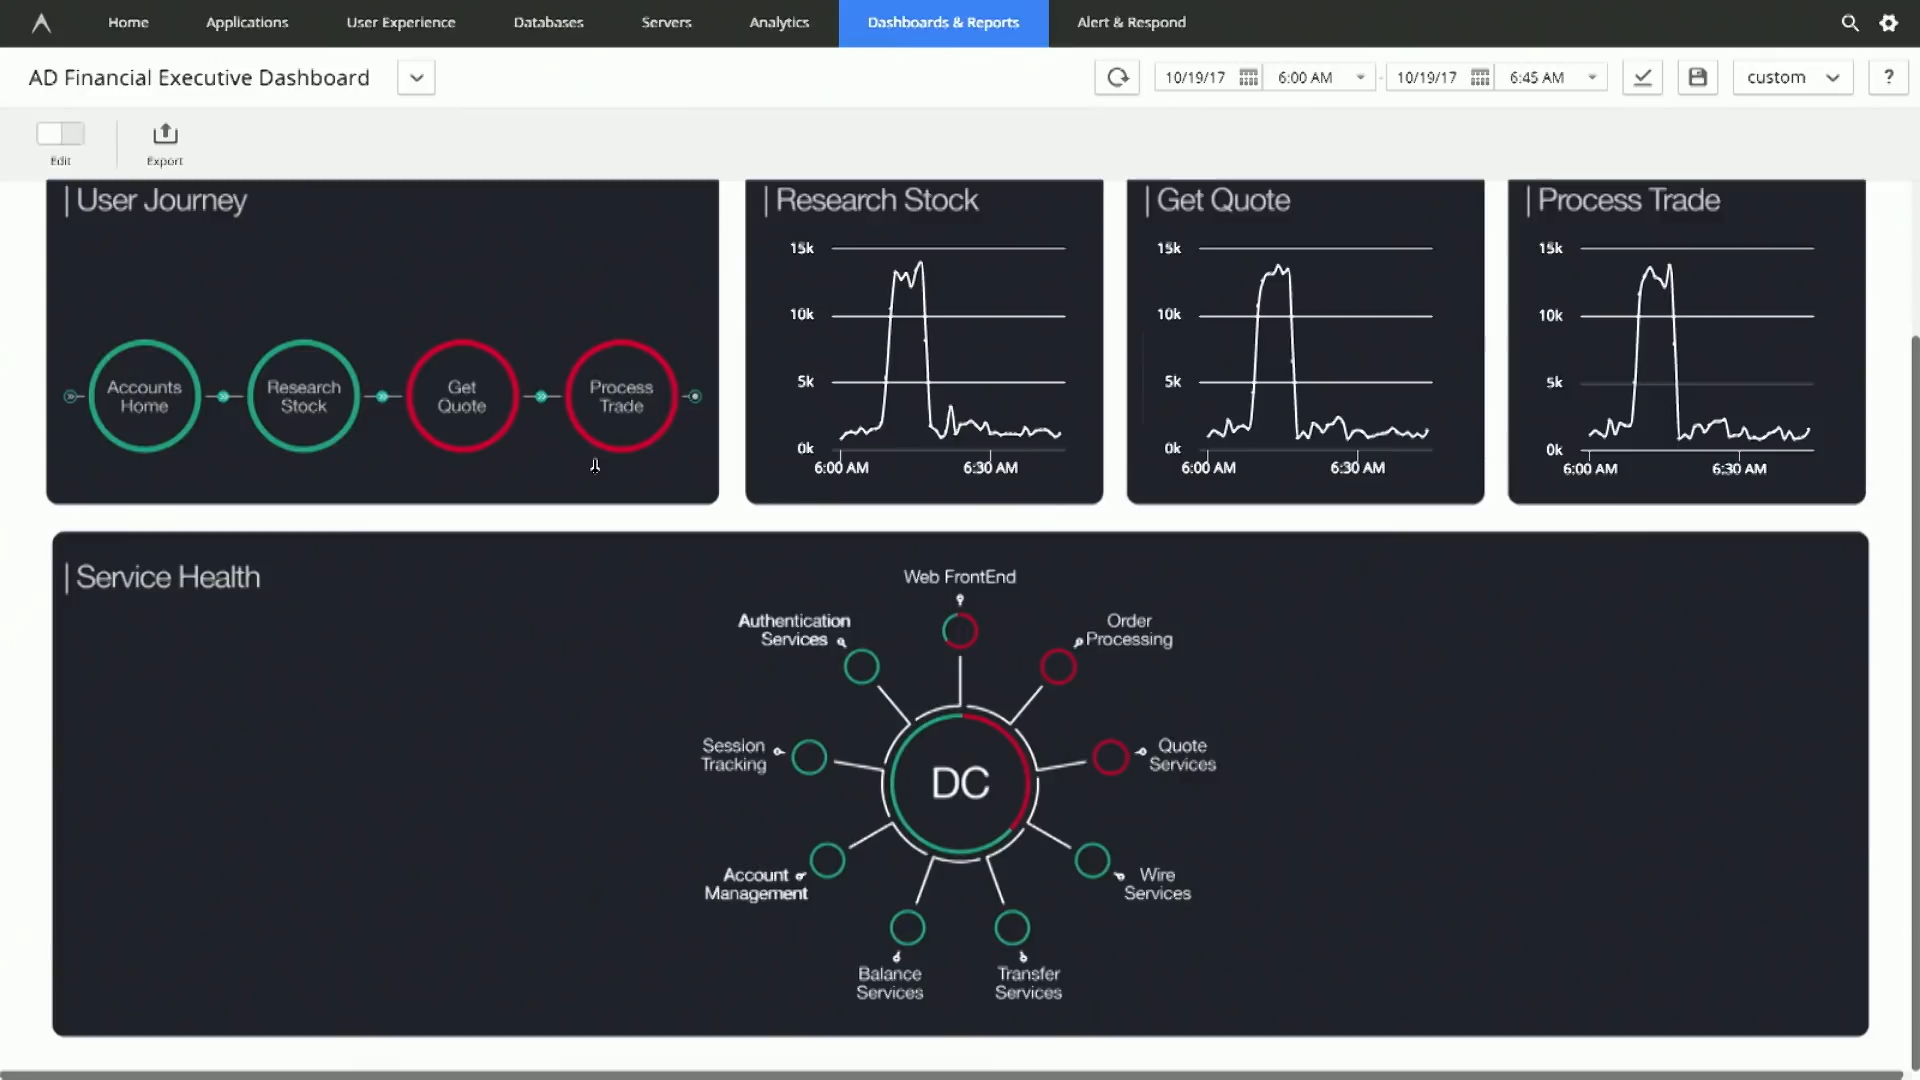 Home
Applications
User Experience
Databases
Servers
Analytics
Dashboards & Reports
Alert & Respond
AD Financial Executive Dashboard
10/19/17
6:00 AM
-
10/19/17
6:45 AM
custom
?
Edit
Export
| User Journey
Accounts
Home
Research
Stock
Get
Quote
Process
Trade
| Research Stock
15k
10k
5k
0k
6:00 AM
6:30 AM
| Get Quote
15k
10k
5k
0k
6:00 AM
6:30 AM
| Process Trade
15k
10k
5k
0k
6:00 AM
6:30 AM
| Service Health
Web FrontEnd
Authentication
Services
Order
Processing
Session
Tracking
DC
Quote
Services
Account
Management
Wire
Services
Balance
Services
Transfer
Services